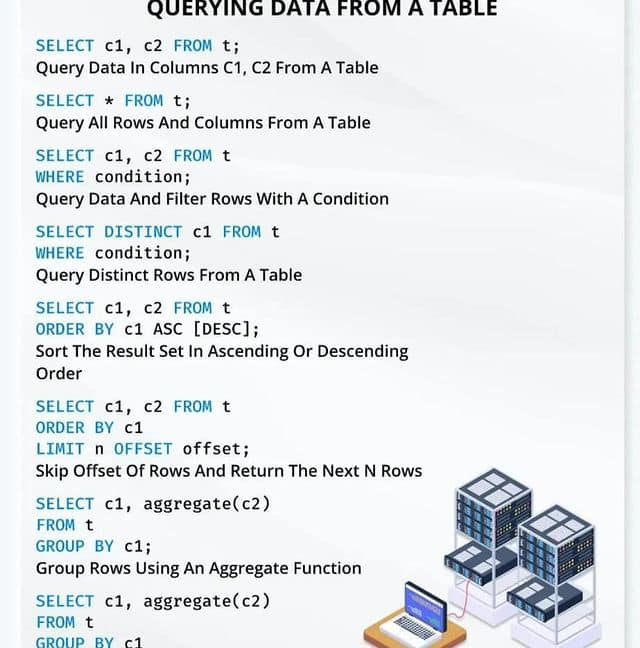 QUERYING DATA FROM A TABLE
SELECT c1, c2 FROM t;
Query Data In Columns C1, C2 From A Table
SELECT * FROM t;
Query All Rows And Columns From A Table
SELECT c1, c2 FROM t
WHERE condition;
Query Data And Filter Rows With A Condition
SELECT DISTINCT c1 FROM t
WHERE condition;
Query Distinct Rows From A Table
SELECT c1, c2 FROM t
ORDER BY c1 ASC [DESC];
Sort The Result Set In Ascending Or Descending
Order
SELECT c1, c2 FROM t
ORDER BY c1
LIMIT n OFFSET offset;
Skip Offset Of Rows And Return The Next N Rows
SELECT c1, aggregate(c2)
FROM t
GROUP BY c1;
Group Rows Using An Aggregate Function
SELECT c1, aggregate(c2)
FROM t
GROUP BY c1